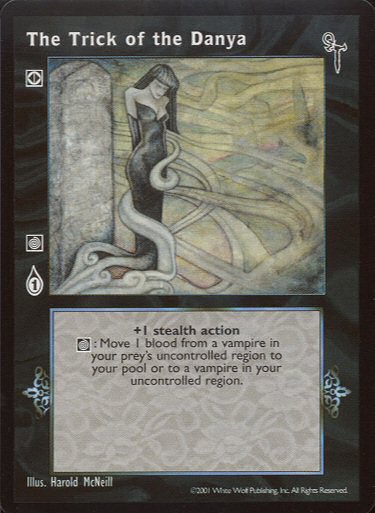 The Trick of the Danya
1
+1 stealth action
: Move 1 blood from a vampire in
your prey's uncontrolled region to
your pool or to a vampire in your
uncontrolled region.
Illus. Harold McNeill
©2001 White Wolf Publishing, Inc. All Rights Reserved.